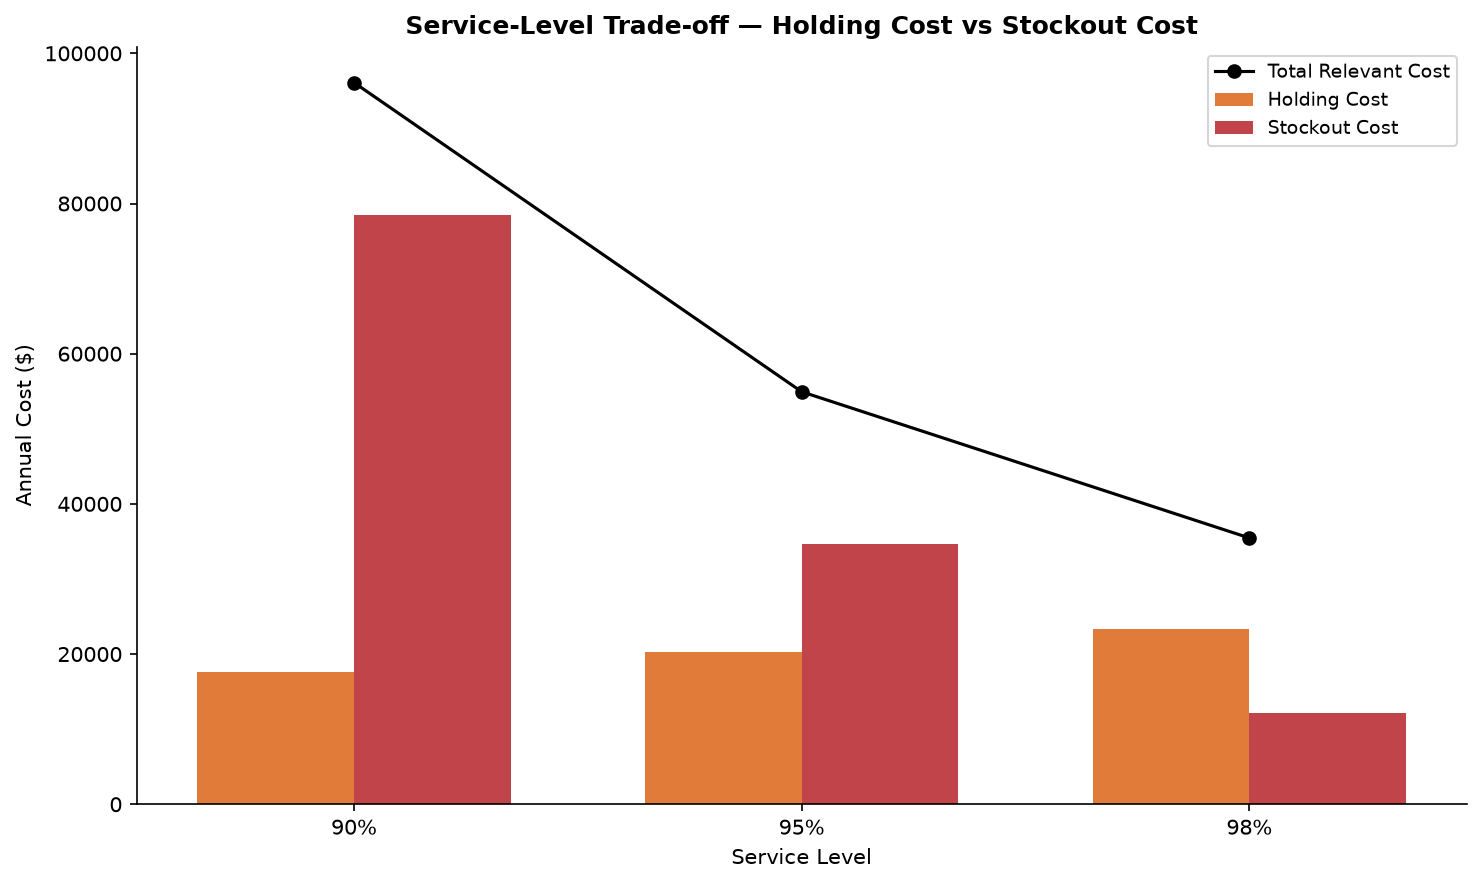 Service-Level Trade-off — Holding Cost vs Stockout Cost
Total Relevant Cost
Holding Cost
Stockout Cost
Annual Cost ($)
100000
80000
60000
40000
20000
0
90%
95%
98%
Service Level